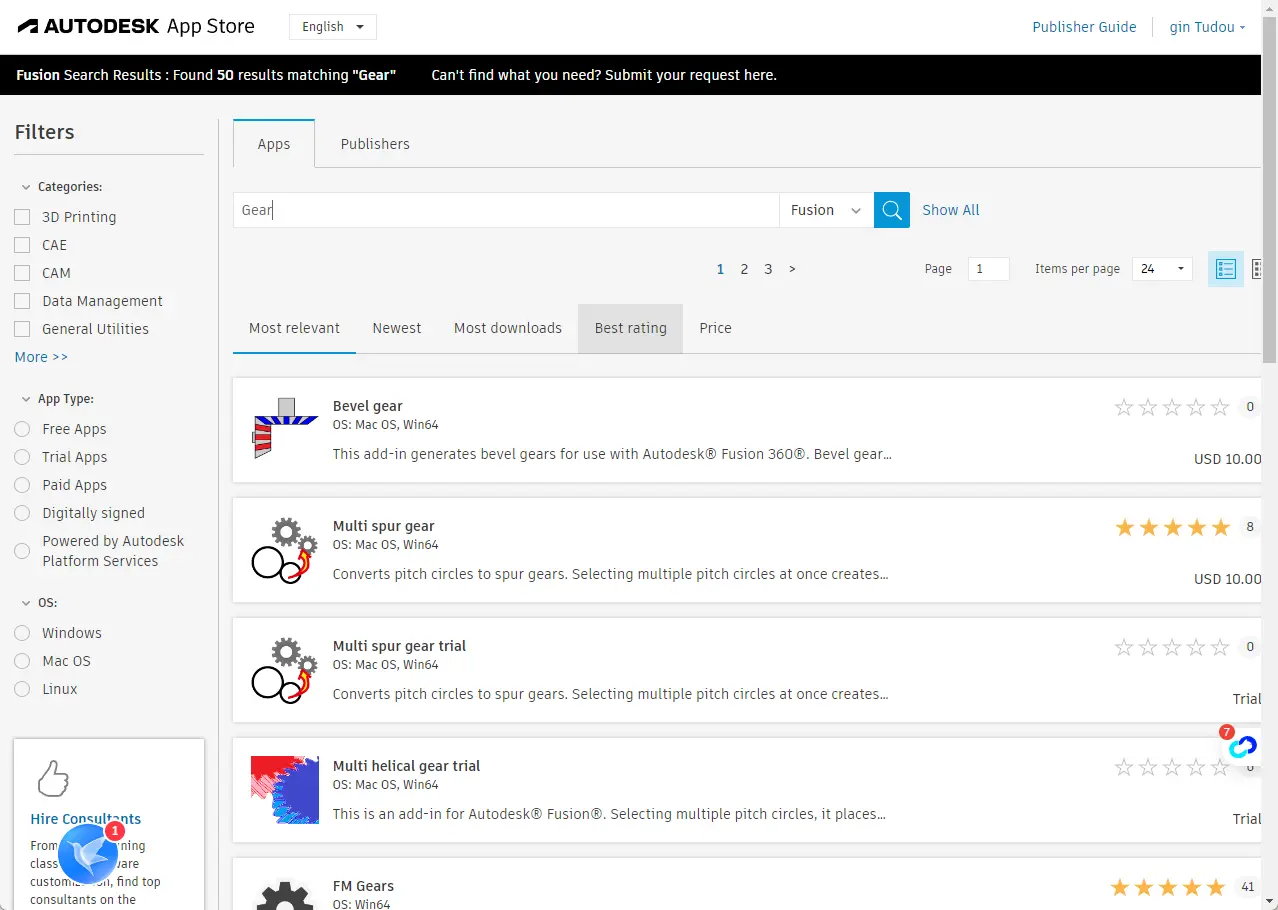 AUTODESK App Store
English
Publisher Guide
gin Tudou
Fusion Search Results : Found 50 results matching "Gear"
Can't find what you need? Submit your request here.
Filters
Categories:
3D Printing
CAE
CAM
Data Management
General Utilities
More >>
App Type:
Free Apps
Trial Apps
Paid Apps
Digitally signed
Powered by Autodesk
Platform Services
OS:
Windows
Mac OS
Linux
Hire Consultants
From
class
custom
find top
consultants on the
1
Apps
Publishers
Gear
Fusion
Show All
1 2 3 >
Page 1
Items per page 24
Most relevant
Newest
Most downloads
Best rating
Price
Bevel gear
0
OS: Mac OS, Win64
This add-in generates bevel gears for use with Autodesk® Fusion 360®. Bevel gear...
USD 10.00
Multi spur gear
8
OS: Mac OS, Win64
Converts pitch circles to spur gears. Selecting multiple pitch circles at once creates...
USD 10.00
Multi spur gear trial
0
OS: Mac OS, Win64
Converts pitch circles to spur gears. Selecting multiple pitch circles at once creates...
Trial
7
Multi helical gear trial
OS: Mac OS, Win64
This is an add-in for Autodesk® Fusion®. Selecting multiple pitch circles, it places...
Trial
FM Gears
41
OS: Win64